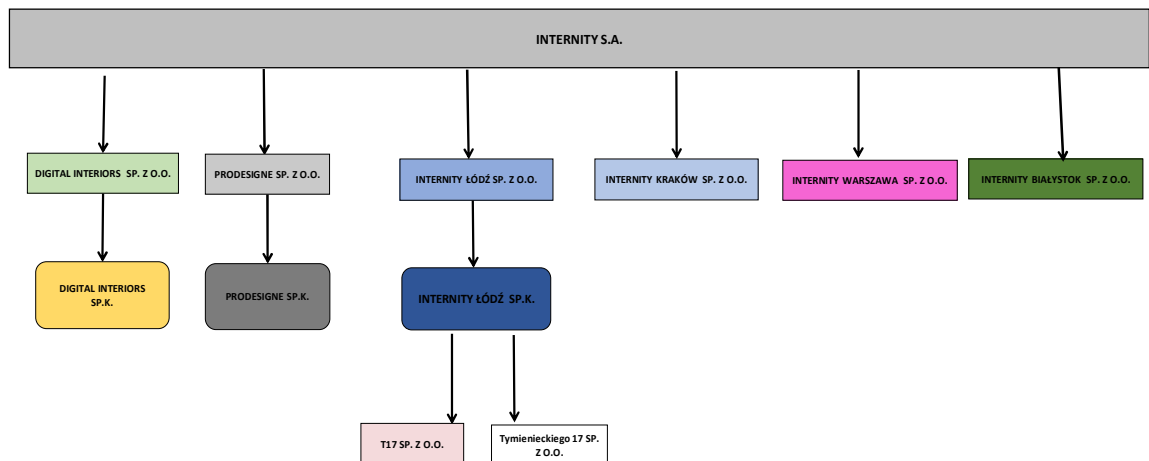 INTERNITY S.A.
DIGITAL INTERIORS SP. Z O.O.
PRODESIGNE SP. Z O.O.
INTERNITY ŁÓDŹ SP. Z O.O.
INTERNITY KRAKÓW SP. Z O.O.
INTERNITY WARSZAWA SP. Z O.O.
INTERNITY BIAŁYSTOK SP. Z O.O.
DIGITAL INTERIORS
SP.K.
PRODESIGNE SP.K.
INTERNITY ŁÓDŹ SP.K.
T17 SP. Z O.O.
Tymienieckiego 17 SP.
Z O.O.